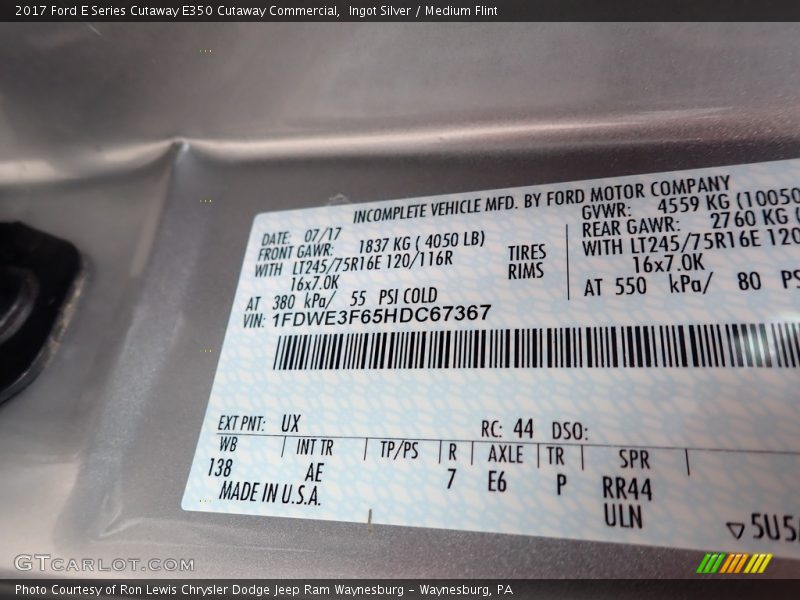 2017 Ford E Series Cutaway E350 Cutaway Commercial,  Ingot Silver / Medium Flint
INCOMPLETE VEHICLE MFD. BY FORD MOTOR COMPANY
DATE: 07/17
GVWR: 4559 KG (10050
FRONT GAWR: 1837 KG ( 4050 LB)
REAR GAWR: 2760 KG (
WITH LT245/75R16E 120/116R
TIRES
WITH LT245/75R16E 120
16x7.0K
RIMS
16x7.0K
AT 380 kPa/ 55 PSI COLD
AT 550 kPa/ 80 PS
VIN: 1FDWE3F65HDC67367
EXT PNT: UX
RC: 44 DSO:
WB INT TR TP/PS R AXLE TR SPR
138 AE 7 E6 P RR44
MADE IN U.S.A.
ULN
5U5
GTCARLOT.COM
Photo Courtesy of Ron Lewis Chrysler Dodge Jeep Ram Waynesburg – Waynesburg, PA